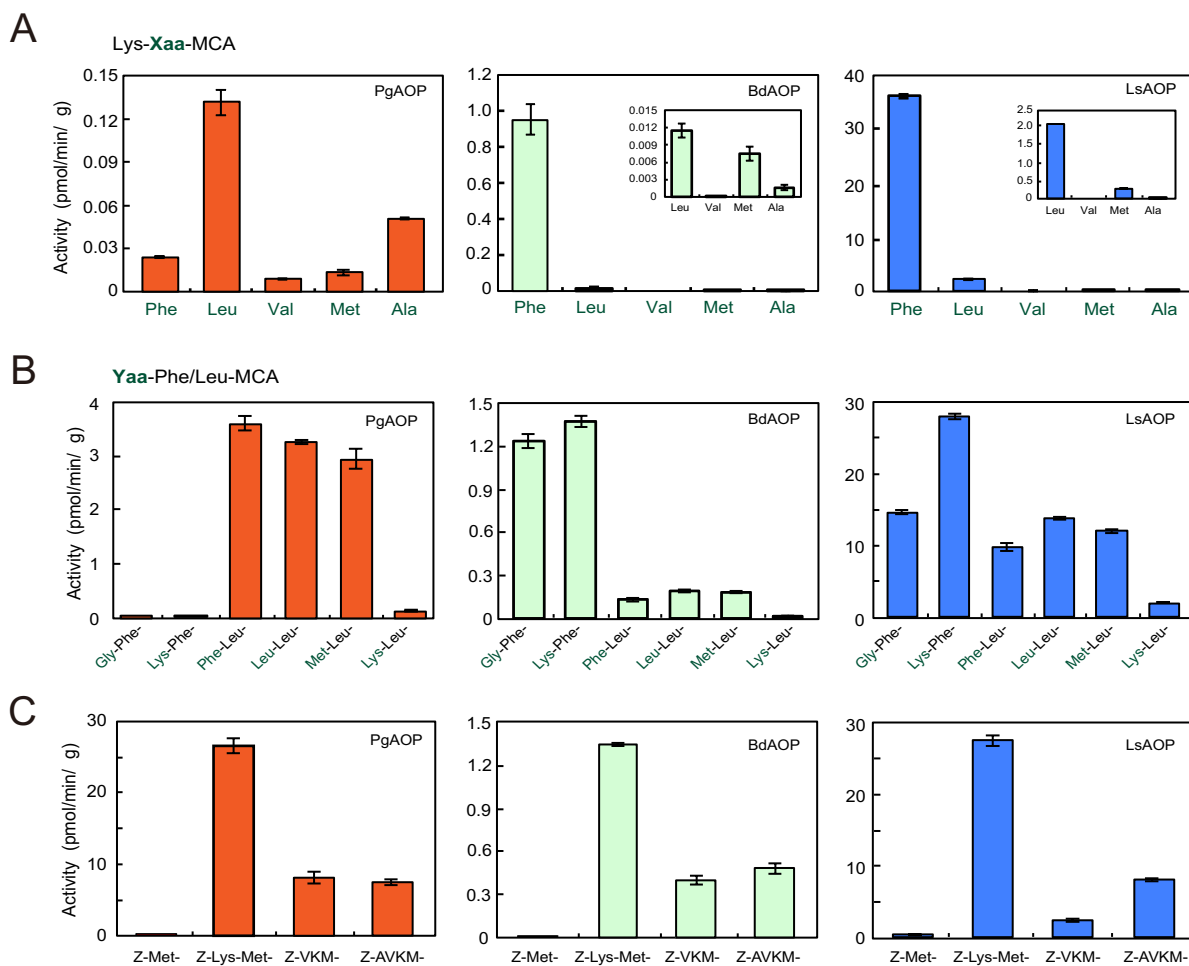 A
Lys-Xaa-MCA
Activity (pmol/min/ g)
0.15
0.12
0.09
0.06
0.03
0
PgAOP
Phe Leu Val Met Ala
1.2
1.0
0.8
0.6
0.4
0.2
0
BdAOP
0.015
0.012
0.009
0.006
0.003
0
Leu Val Met Ala
Phe Leu Val Met Ala
40
30
20
10
0
LsAOP
2.5
2.0
1.5
1.0
0.5
0
Leu Val Met Ala
Phe Leu Val Met Ala
B
Yaa-Phe/Leu-MCA
Activity (pmol/min/ g)
4
3
2
1
0
PgAOP
Gly-Phe- Lys-Phe- Phe-Leu- Leu-Leu- Met-Leu- Lys-Leu-
1.5
1.2
0.9
0.6
0.3
0
BdAOP
Gly-Phe- Lys-Phe- Phe-Leu- Leu-Leu- Met-Leu- Lys-Leu-
30
20
10
0
LsAOP
Gly-Phe- Lys-Phe- Phe-Leu- Leu-Leu- Met-Leu- Lys-Leu-
C
Activity (pmol/min/ g)
30
20
10
0
PgAOP
Z-Met- Z-Lys-Met- Z-VKM- Z-AVKM-
1.5
1.2
0.9
0.6
0.3
0
BdAOP
Z-Met- Z-Lys-Met- Z-VKM- Z-AVKM-
30
20
10
0
LsAOP
Z-Met- Z-Lys-Met- Z-VKM- Z-AVKM-